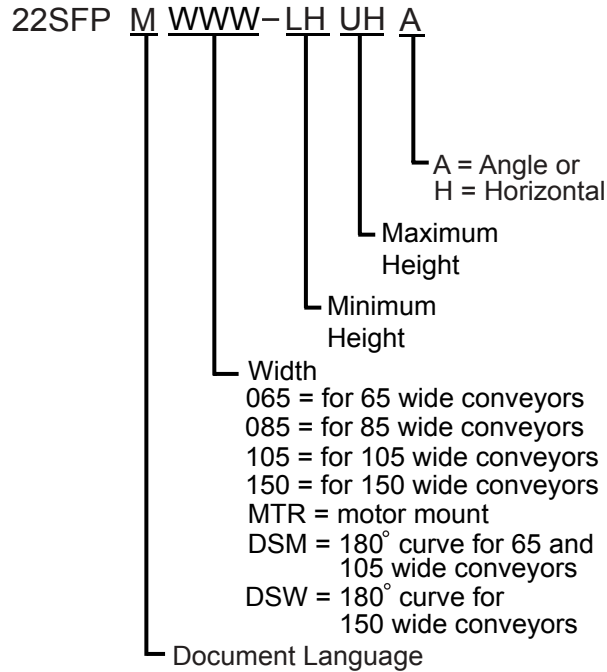 22SFP M WWW–LH UH A
A = Angle or
H = Horizontal
Maximum
Height
Minimum
Height
Width
065 = for 65 wide conveyors
085 = for 85 wide conveyors
105 = for 105 wide conveyors
150 = for 150 wide conveyors
MTR = motor mount
DSM = 180° curve for 65 and
105 wide conveyors
DSW = 180° curve for
150 wide conveyors
Document Language